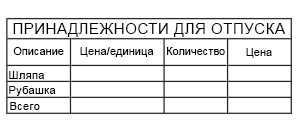 ПРИНАДЛЕЖНОСТИ ДЛЯ ОТПУСКА
Описание Цена/единица Количество Цена
Шляпа
Рубашка
Всего